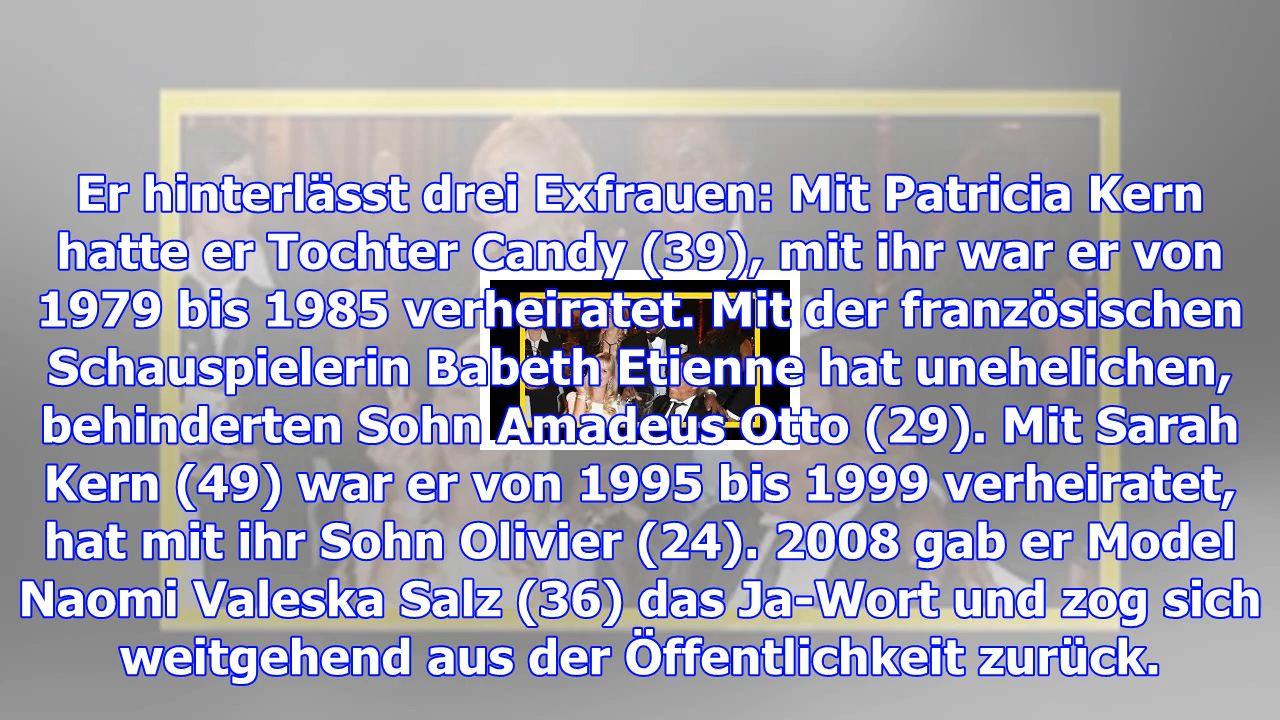 Er hinterlässt drei Exfrauen: Mit Patricia Kern
hatte er Tochter Candy (39), mit ihr war er von
1979 bis 1985 verheiratet. Mit der französischen
Schauspielerin Babeth Etienne hat unehelichen,
behinderten Sohn Amadeus Otto (29). Mit Sarah
Kern (49) war er von 1995 bis 1999 verheiratet,
hat mit ihr Sohn Olivier (24). 2008 gab er Model
Naomi Valeska Salz (36) das Ja-Wort und zog sich
weitgehend aus der Öffentlichkeit zurück.